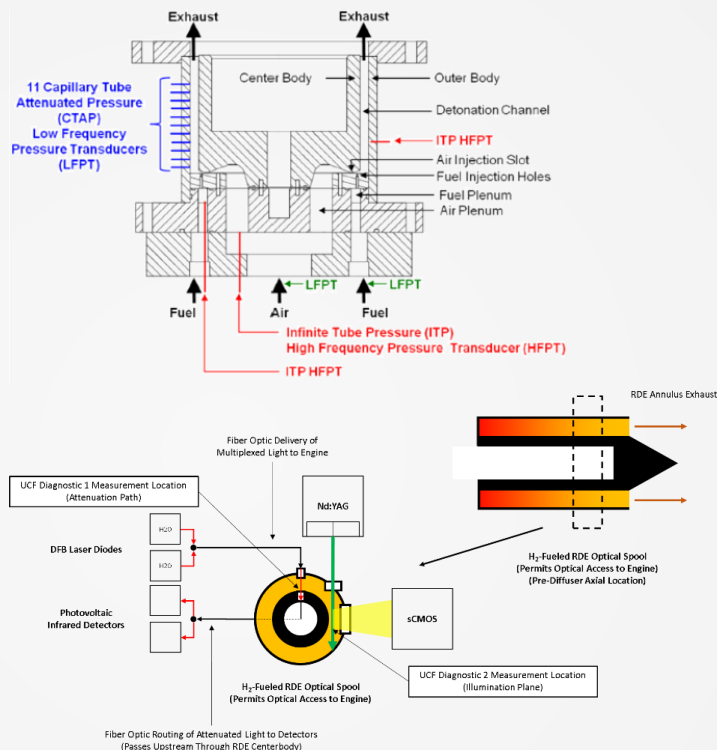 Exhaust
Exhaust
11 Capillary Tube
Attenuated Pressure
(CTAP)
Low Frequency
Pressure Transducers
(LFPT)
Center Body
Outer Body
Detonation Channel
ITP HFPT
Air Injection Slot
Fuel Injection Holes
Fuel Plenum
Air Plenum
LFPT
LFPT
Fuel
Air
Fuel
Infinite Tube Pressure (ITP)
High Frequency Pressure Transducer (HFPT)
ITP HFPT
RDE Annulus Exhaust
Fiber Optic Delivery of
Multiplexed Light to Engine
UCF Diagnostic 1 Measurement Location
(Attenuation Path)
Nd:YAG
H2O
DFB Laser Diodes
H2O
H₂-Fueled RDE Optical Spool
(Permits Optical Access to Engine)
(Pre-Diffuser Axial Location)
Photovoltaic
Infrared Detectors
sCMOS
UCF Diagnostic 2 Measurement Location
(Illumination Plane)
H₂-Fueled RDE Optical Spool
(Permits Optical Access to Engine)
Fiber Optic Routing of Attenuated Light to Detectors
(Passes Upstream Through RDE Centerbody)